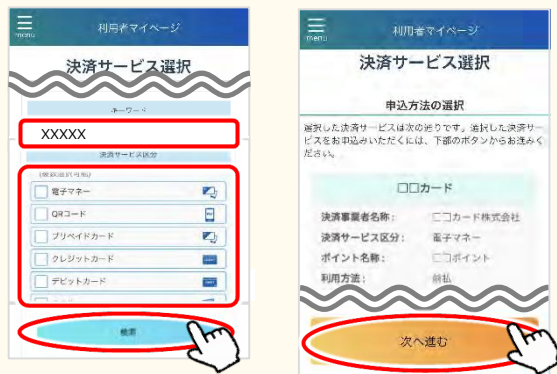 menu
利用者マイページ
決済サービス選択
キーワード
XXXXX
決済サービス区分
(複数選択可能)
電子マネー
QRコード
プリペイドカード
クレジットカード
デビットカード
検索
menu
利用者マイページ
決済サービス選択
申込方法の選択
選択した決済サービスは次の通りです。選択した決済サー
ビスをお申込みいただくには、下部のボタンからお進みく
ださい。
□□カード
決済事業者名称： □□カード株式会社
決済サービス区分： 電子マネー
ポイント名称： □□ポイント
利用方法： 前払
次へ進む